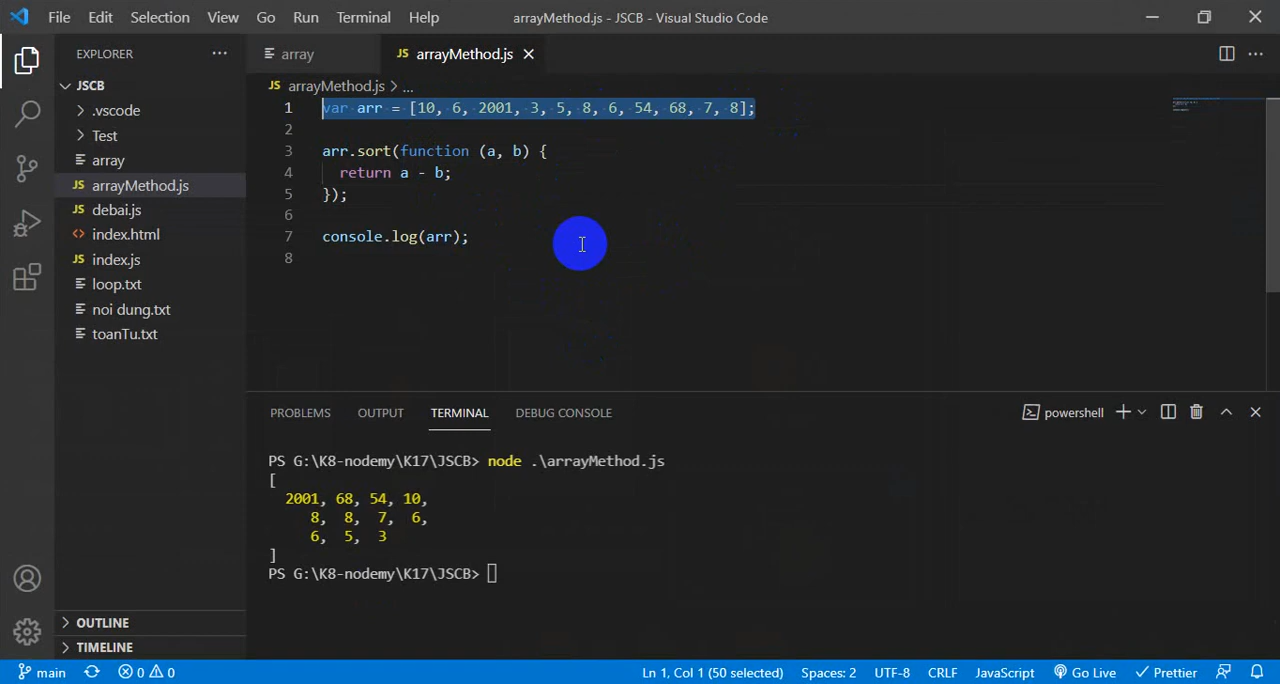 File Edit Selection View Go Run Terminal Help arrayMethod.js - JSCB - Visual Studio Code
EXPLORER
JSCB
.vscode
Test
array
JS arrayMethod.js
JS debai.js
index.html
JS index.js
loop.txt
noi dung.txt
toanTu.txt
OUTLINE
TIMELINE
array JS arrayMethod.js
JS arrayMethod.js > ...
1 var arr = [10, 6, 2001, 3, 5, 8, 6, 54, 68, 7, 8];
2
3 arr.sort(function (a, b) {
4 return a - b;
5 });
6
7 console.log(arr);
8
PROBLEMS OUTPUT TERMINAL DEBUG CONSOLE powershell
PS G:\K8-nodemy\K17\JSCB> node .\arrayMethod.js
[
2001, 68, 54, 10,
8, 8, 7, 6,
6, 5, 3
]
PS G:\K8-nodemy\K17\JSCB>
main 0 0 Ln 1, Col 1 (50 selected) Spaces: 2 UTF-8 CRLF JavaScript Go Live Prettier